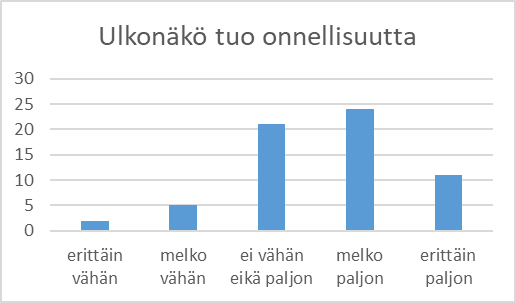 Ulkonäkö tuo onnellisuutta
30
25
20
15
10
5
0
erittäin vähän
melko vähän
ei vähän eikä paljon
melko paljon
erittäin paljon